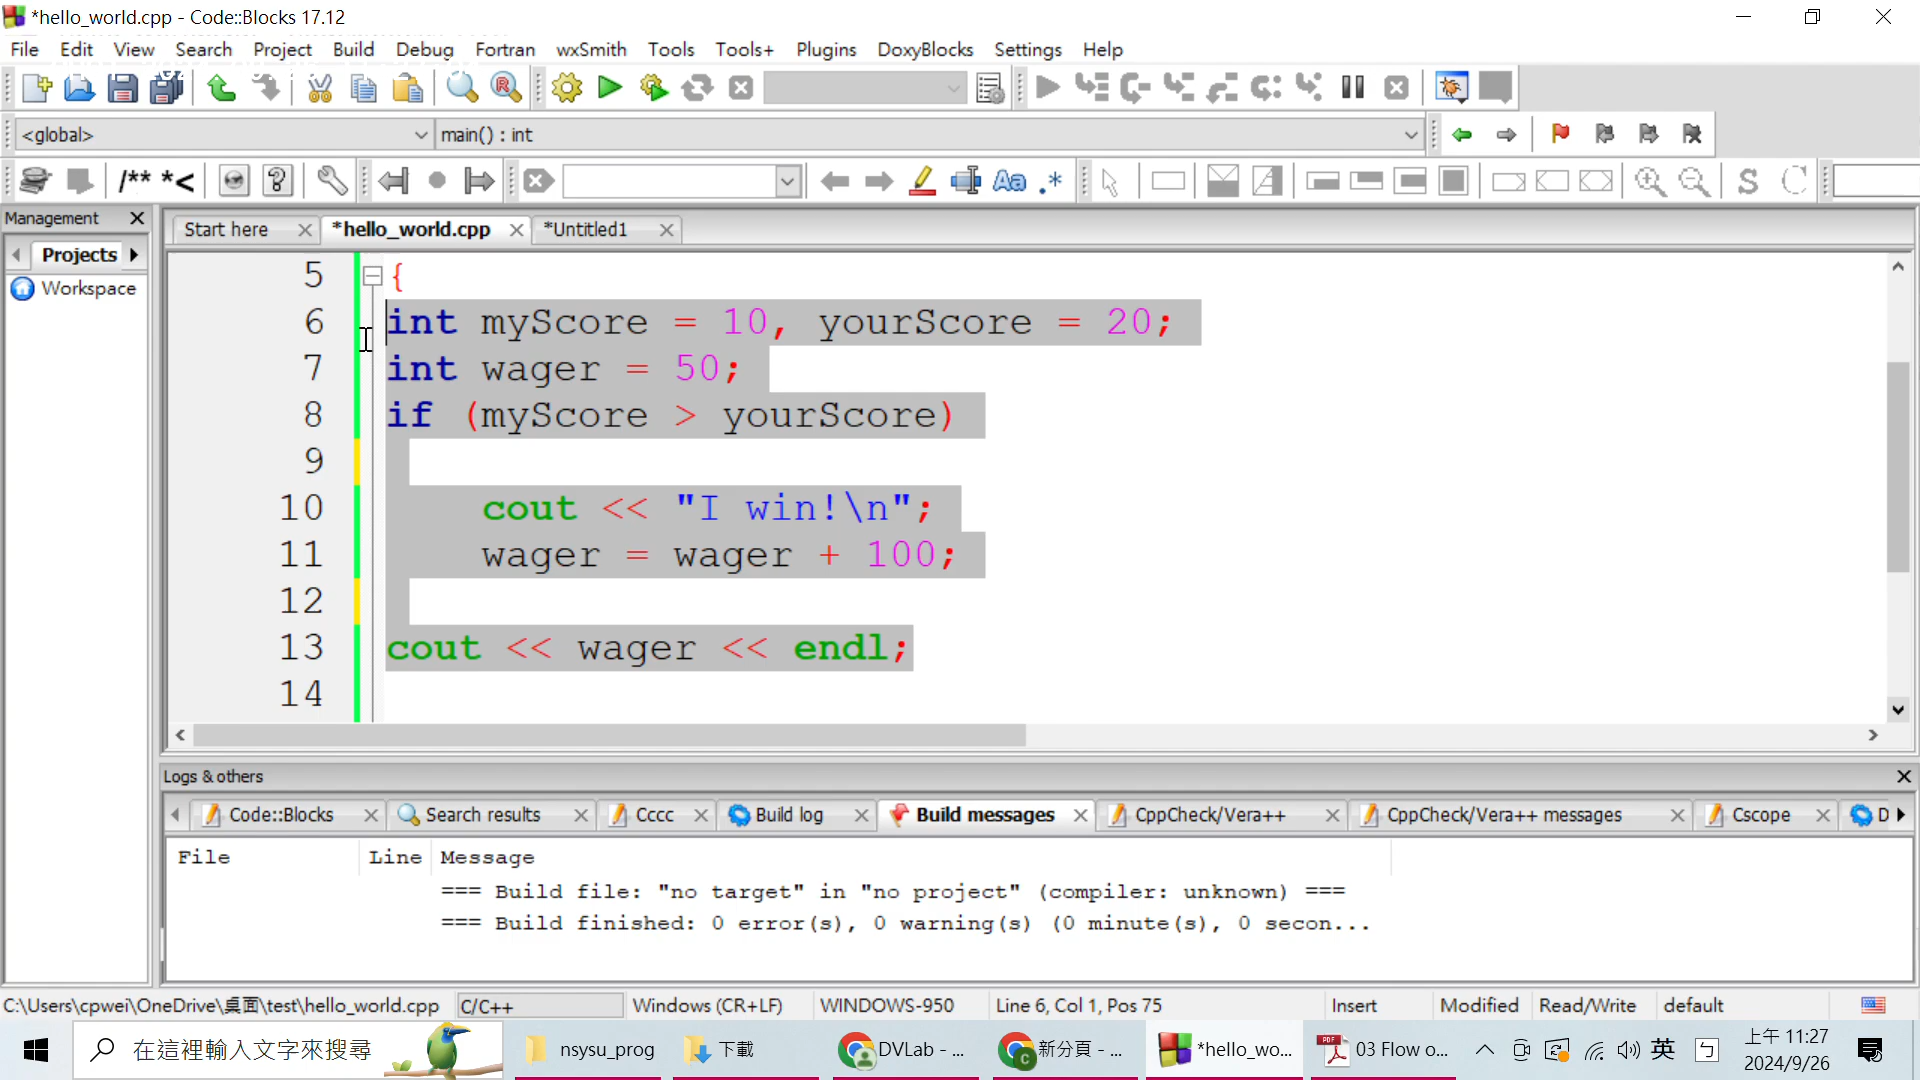 *hello_world.cpp - Code::Blocks 17.12
File Edit View Search Project Build Debug Fortran wxSmith Tools Tools+ Plugins DoxyBlocks Settings Help
<global> main() : int
/** *<
Management
Start here *hello_world.cpp *Untitled1
Projects
Workspace
5 {
6 int myScore = 10, yourScore = 20;
7 int wager = 50;
8 if (myScore > yourScore)
9
10 cout << "I win!\n";
11 wager = wager + 100;
12
13 cout << wager << endl;
14
Logs & others
Code::Blocks Search results Cccc Build log Build messages CppCheck/Vera++ CppCheck/Vera++ messages Cscope D
File Line Message
=== Build file: "no target" in "no project" (compiler: unknown) ===
=== Build finished: 0 error(s), 0 warning(s) (0 minute(s), 0 secon...
C:\Users\cpwei\OneDrive\桌面\test\hello_world.cpp C/C++ Windows (CR+LF) WINDOWS-950 Line 6, Col 1, Pos 75 Insert Modified Read/Write default
在這裡輸入文字來搜尋 nsysu_prog 下載 DVLab - ... 新分頁 - ... *hello_wo... 03 Flow o... 英 上午 11:27
2024/9/26